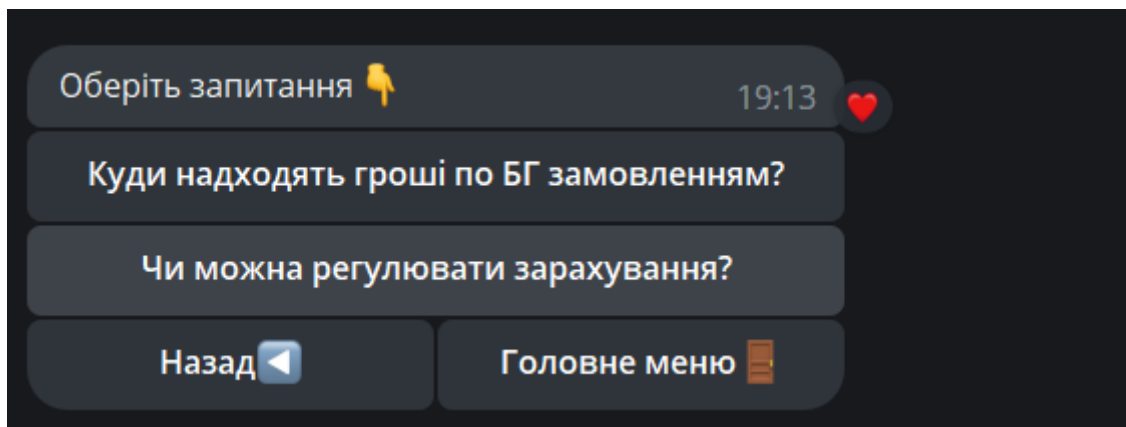 Оберіть запитання 👇
19:13
Куди надходять гроші по БГ замовленням?
Чи можна регулювати зарахування?
Назад◀️ Головне меню🚪